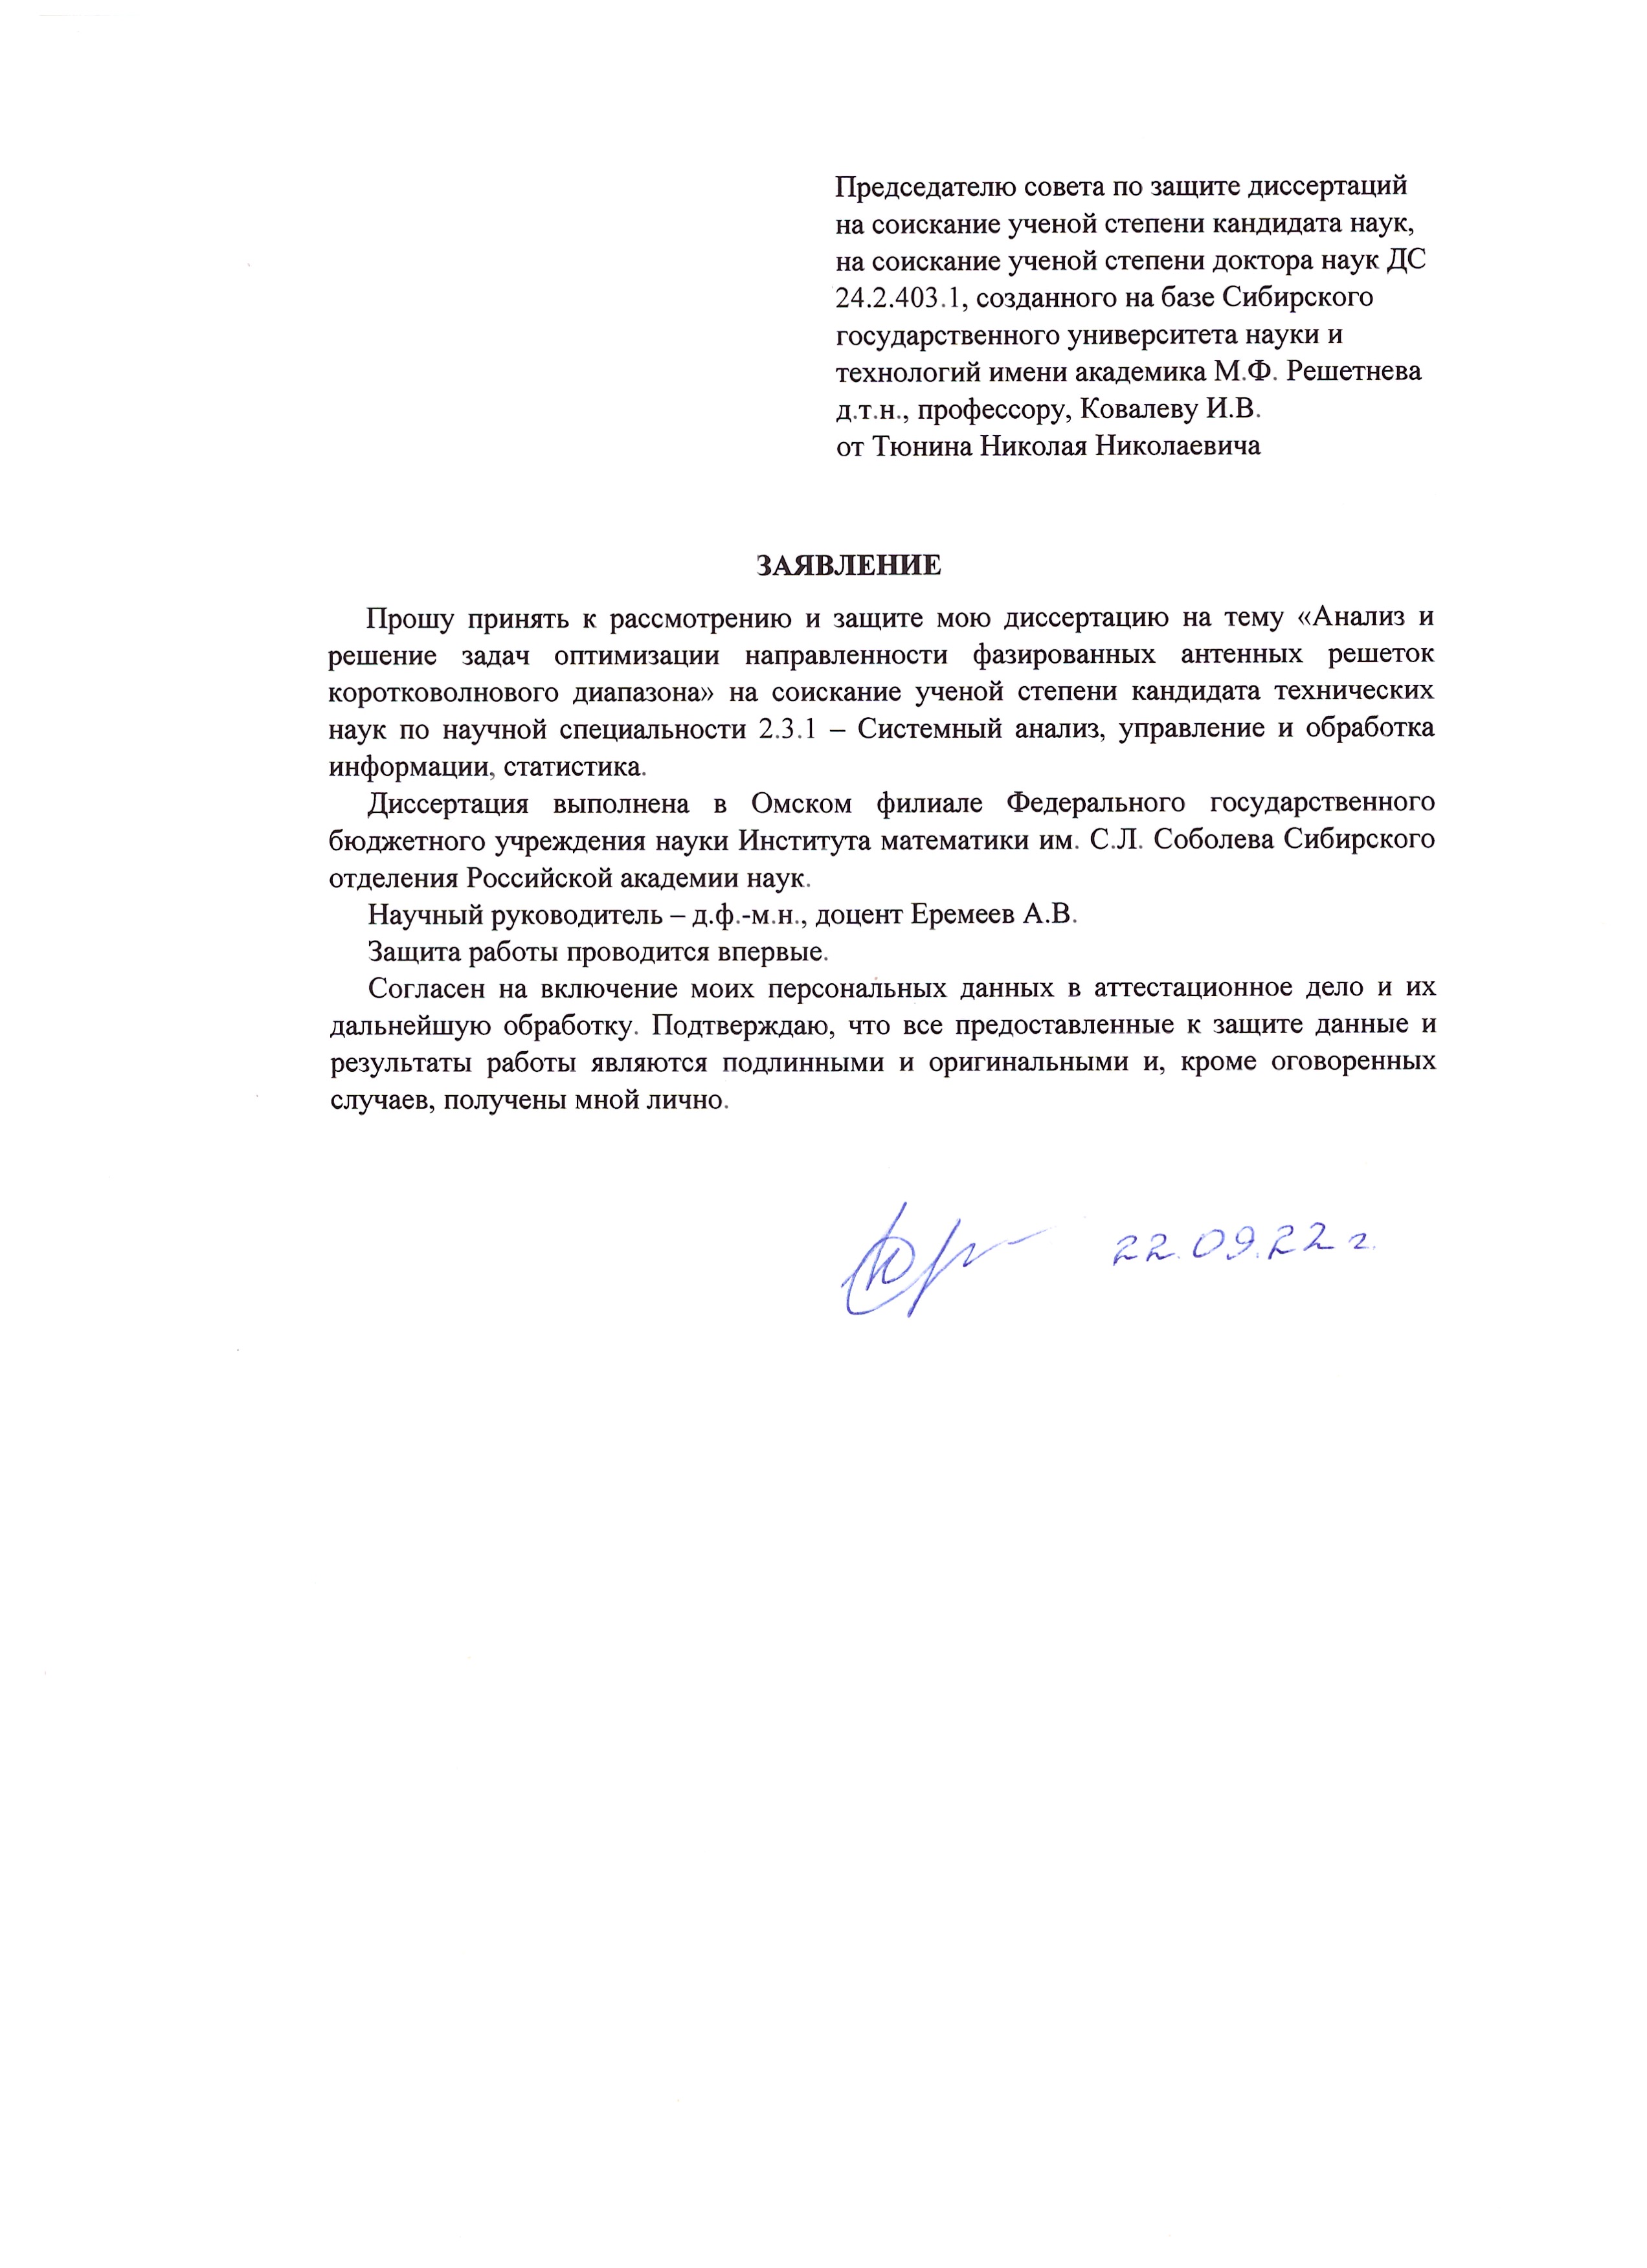 Председателю совета по защите диссертаций
на соискание ученой степени кандидата наук,
на соискание ученой степени доктора наук ДС
24.2.403.1, созданного на базе Сибирского
государственного университета науки и
технологий имени академика М.Ф. Решетнева
д.т.н., профессору, Ковалеву И.В.
от Тюнина Николая Николаевича
ЗАЯВЛЕНИЕ
Прошу принять к рассмотрению и защите мою диссертацию на тему «Анализ и
решение задач оптимизации направленности фазированных антенных решеток
коротковолнового диапазона» на соискание ученой степени кандидата технических
наук по научной специальности 2.3.1 – Системный анализ, управление и обработка
информации, статистика.
Диссертация выполнена в Омском филиале Федерального государственного
бюджетного учреждения науки Института математики им. С.Л. Соболева Сибирского
отделения Российской академии наук.
Научный руководитель – д.ф.-м.н., доцент Еремеев А.В.
Защита работы проводится впервые.
Согласен на включение моих персональных данных в аттестационное дело и их
дальнейшую обработку. Подтверждаю, что все предоставленные к защите данные и
результаты работы являются подлинными и оригинальными и, кроме оговоренных
случаев, получены мной лично.
22.09.22 г.